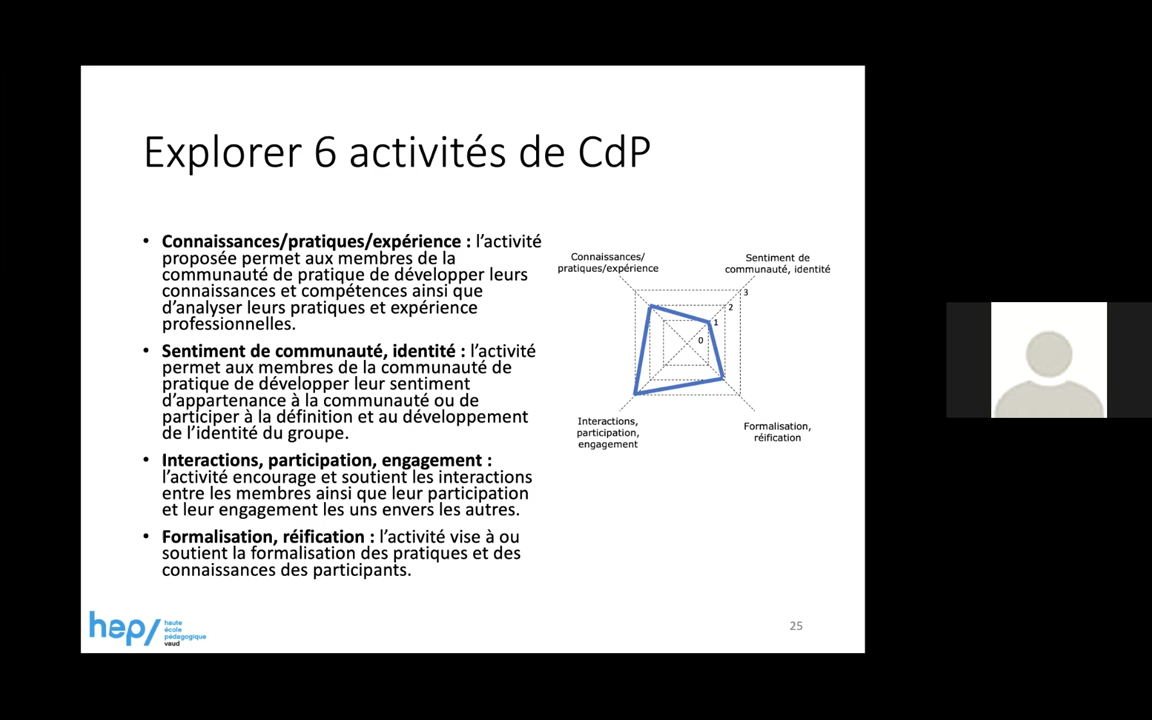 Explorer 6 activités de CdP
• Connaissances/pratiques/expérience : l’activité
proposée permet aux membres de la
communauté de pratique de développer leurs
connaissances et compétences ainsi que
d’analyser leurs pratiques et expérience
professionnelles.
• Sentiment de communauté, identité : l’activité
permet aux membres de la communauté de
pratique de développer leur sentiment
d’appartenance à la communauté ou de
participer à la définition et au développement
de l’identité du groupe.
• Interactions, participation, engagement :
l’activité encourage et soutient les interactions
entre les membres ainsi que leur participation
et leur engagement les uns envers les autres.
• Formalisation, réification : l’activité vise à ou
soutient la formalisation des pratiques et des
connaissances des participants.
Connaissances/
pratiques/expérience
Sentiment de
communauté, identité
3
2
1
0
Interactions,
participation,
engagement
Formalisation,
réification
hep/
haute
école
pédagogique
vaud
25